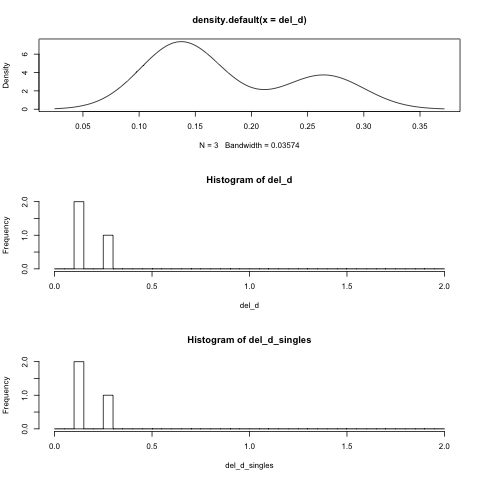 density.default(x = del_d)
Density
0 2 4 6
0.05 0.10 0.15 0.20 0.25 0.30 0.35
N = 3 Bandwidth = 0.03574
Histogram of del_d
Frequency
0.0 1.0 2.0
0.0 0.5 1.0 1.5 2.0
del_d
Histogram of del_d_singles
Frequency
0.0 1.0 2.0
0.0 0.5 1.0 1.5 2.0
del_d_singles